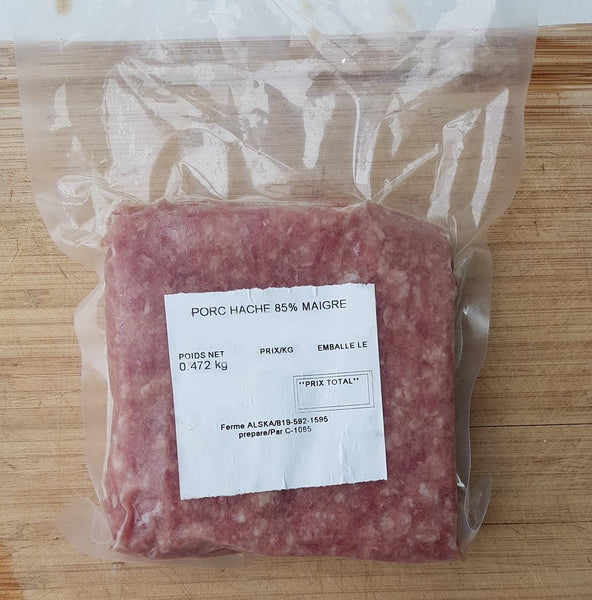 PORC HACHE 85% MAIGRE
POIDS NET PRIX/KG EMBALLE LE
0.472 kg
**PRIX TOTAL**
Ferme ALSKA/819-592-1595
prepare/Par C-1085